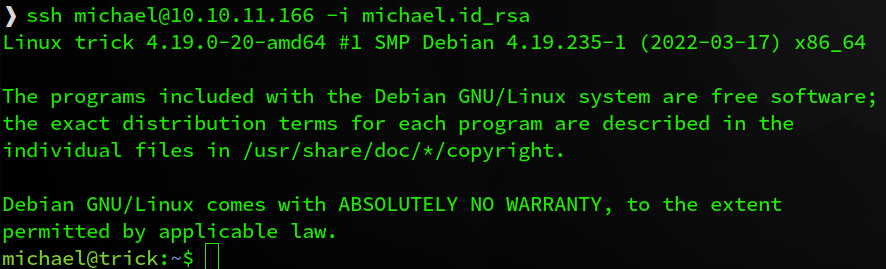 ❯ ssh michael@10.10.11.166 -i michael.id_rsa
Linux trick 4.19.0-20-amd64 #1 SMP Debian 4.19.235-1 (2022-03-17) x86_64
The programs included with the Debian GNU/Linux system are free software;
the exact distribution terms for each program are described in the
individual files in /usr/share/doc/*/copyright.
Debian GNU/Linux comes with ABSOLUTELY NO WARRANTY, to the extent
permitted by applicable law.
michael@trick:~$